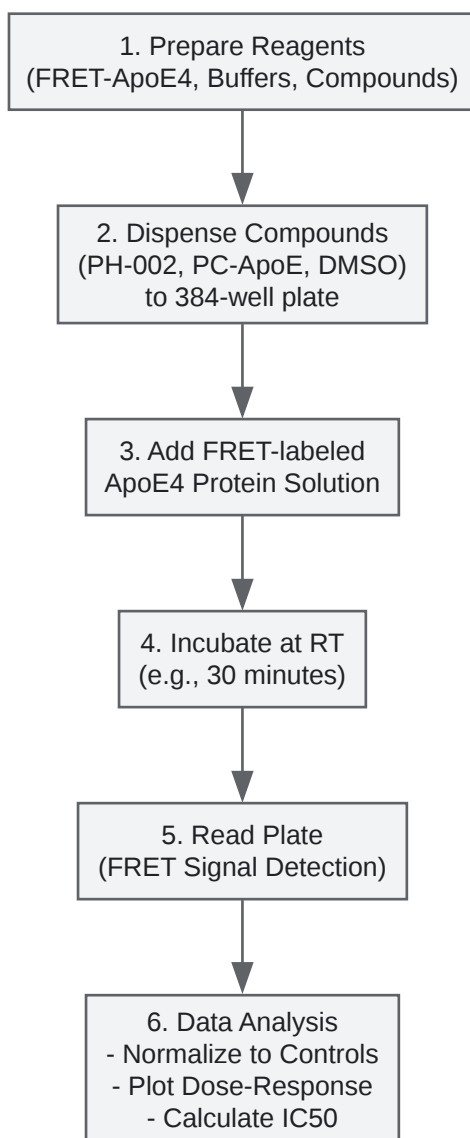 1. Prepare Reagents
(FRET-ApoE4, Buffers, Compounds)
2. Dispense Compounds
(PH-002, PC-ApoE, DMSO)
to 384-well plate
3. Add FRET-labeled
ApoE4 Protein Solution
4. Incubate at RT
(e.g., 30 minutes)
5. Read Plate
(FRET Signal Detection)
6. Data Analysis
- Normalize to Controls
- Plot Dose-Response
- Calculate IC50